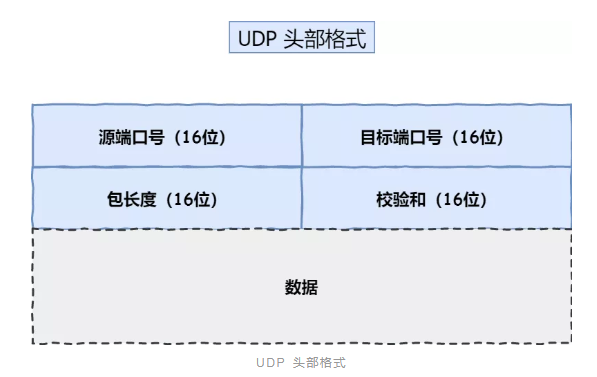 UDP 头部格式
源端口号（16位）
目标端口号（16位）
包长度（16位）
校验和（16位）
数据
UDP 头部格式